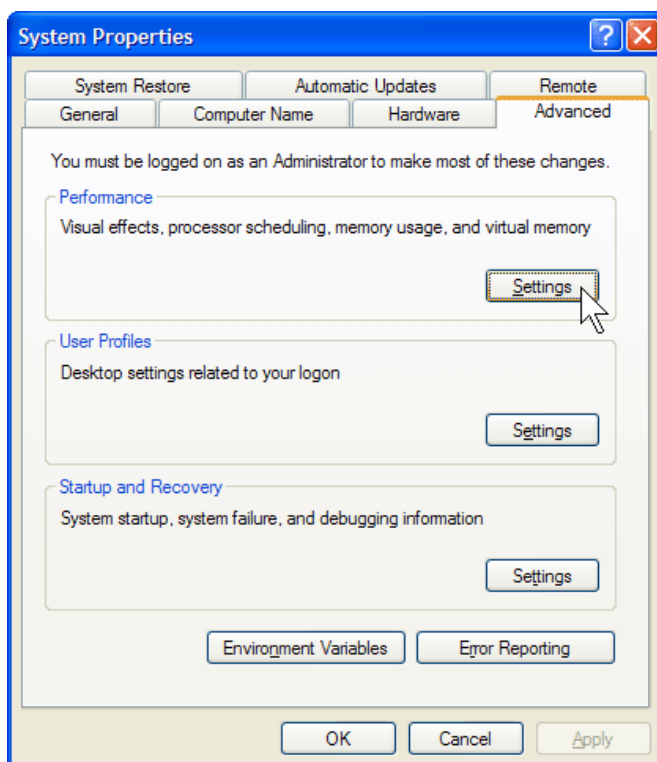 System Properties
System Restore Automatic Updates Remote
General Computer Name Hardware Advanced
You must be logged on as an Administrator to make most of these changes.
Performance
Visual effects, processor scheduling, memory usage, and virtual memory
Settings
User Profiles
Desktop settings related to your logon
Settings
Startup and Recovery
System startup, system failure, and debugging information
Settings
Environment Variables Error Reporting
OK Cancel Apply